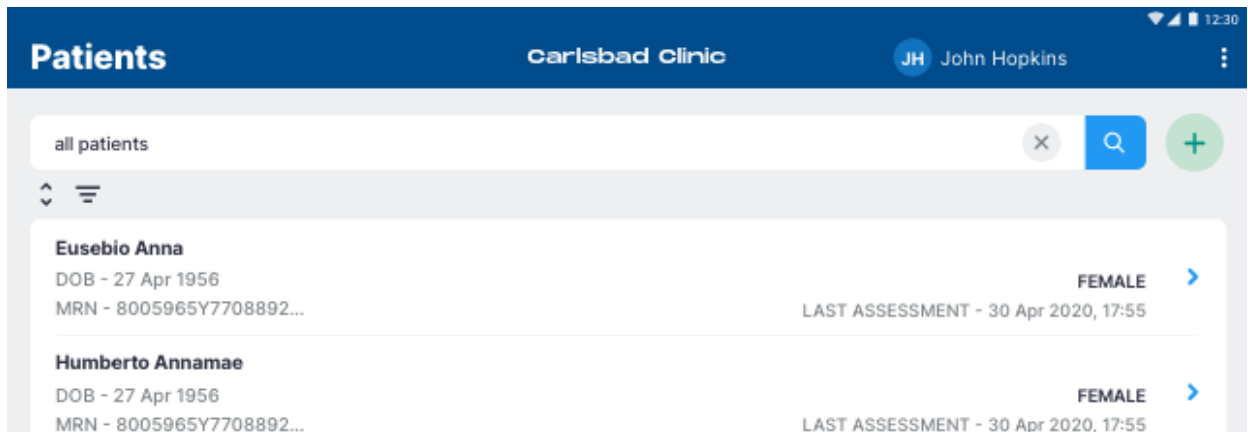 12:30
Patients Carlsbad Clinic JH John Hopkins
all patients
Eusebio Anna
DOB - 27 Apr 1956 FEMALE
MRN - 8005965Y7708892... LAST ASSESSMENT - 30 Apr 2020, 17:55
Humberto Annamae
DOB - 27 Apr 1956 FEMALE
MRN - 8005965Y7708892... LAST ASSESSMENT - 30 Apr 2020, 17:55